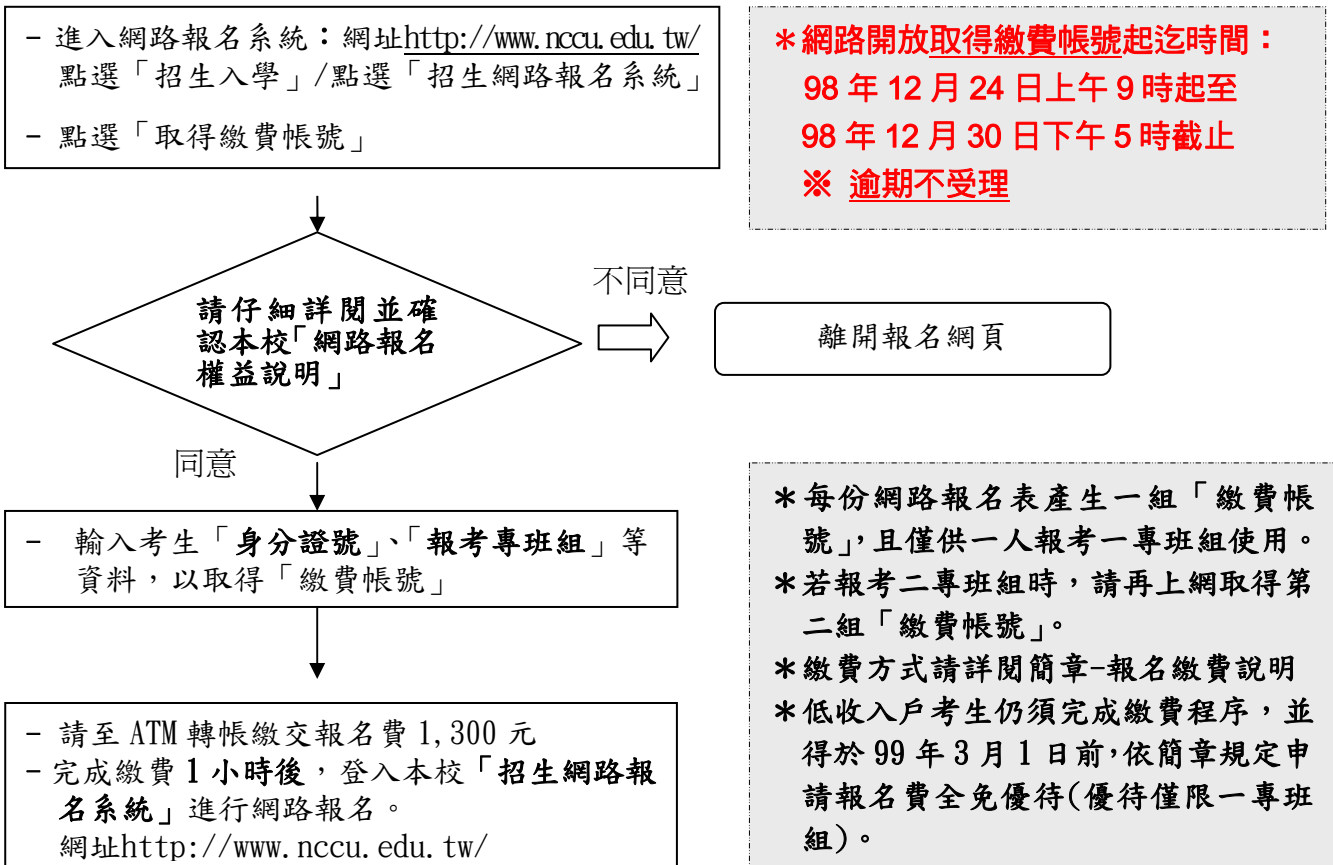 - 進入網路報名系統：網址http://www.nccu.edu.tw/
點選「招生入學」/點選「招生網路報名系統」
- 點選「取得繳費帳號」
＊網路開放取得繳費帳號起迄時間：
98 年 12 月 24 日上午 9 時起至
98 年 12 月 30 日下午 5 時截止
※ 逾期不受理
請仔細詳閱並確
認本校「網路報名
權益說明」
不同意
離開報名網頁
同意
- 輸入考生「身分證號」、「報考專班組」等
資料，以取得「繳費帳號」
＊每份網路報名表產生一組「繳費帳
號」，且僅供一人報考一專班組使用。
＊若報考二專班組時，請再上網取得第
二組「繳費帳號」。
＊繳費方式請詳閱簡章-報名繳費說明
＊低收入戶考生仍須完成繳費程序，並
得於 99 年 3 月 1 日前，依簡章規定申
請報名費全免優待(優待僅限一專班
組)。
- 請至 ATM 轉帳繳交報名費 1,300 元
- 完成繳費 1 小時後，登入本校「招生網路報
名系統」進行網路報名。
網址http://www.nccu.edu.tw/